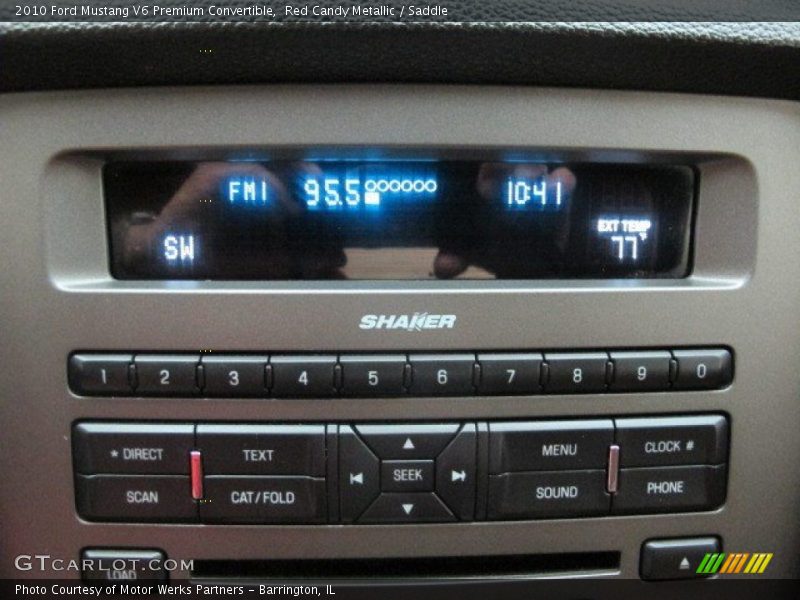 2010 Ford Mustang V6 Premium Convertible,  Red Candy Metallic / Saddle
FM1 95.5 10:41
EXT TEMP
SW 77°
SHAKER
1 2 3 4 5 6 7 8 9 0
* DIRECT TEXT MENU CLOCK #
SEEK
SCAN CAT/FOLD SOUND PHONE
GTCARLOT.COM
LOAD
Photo Courtesy of Motor Werks Partners - Barrington, IL